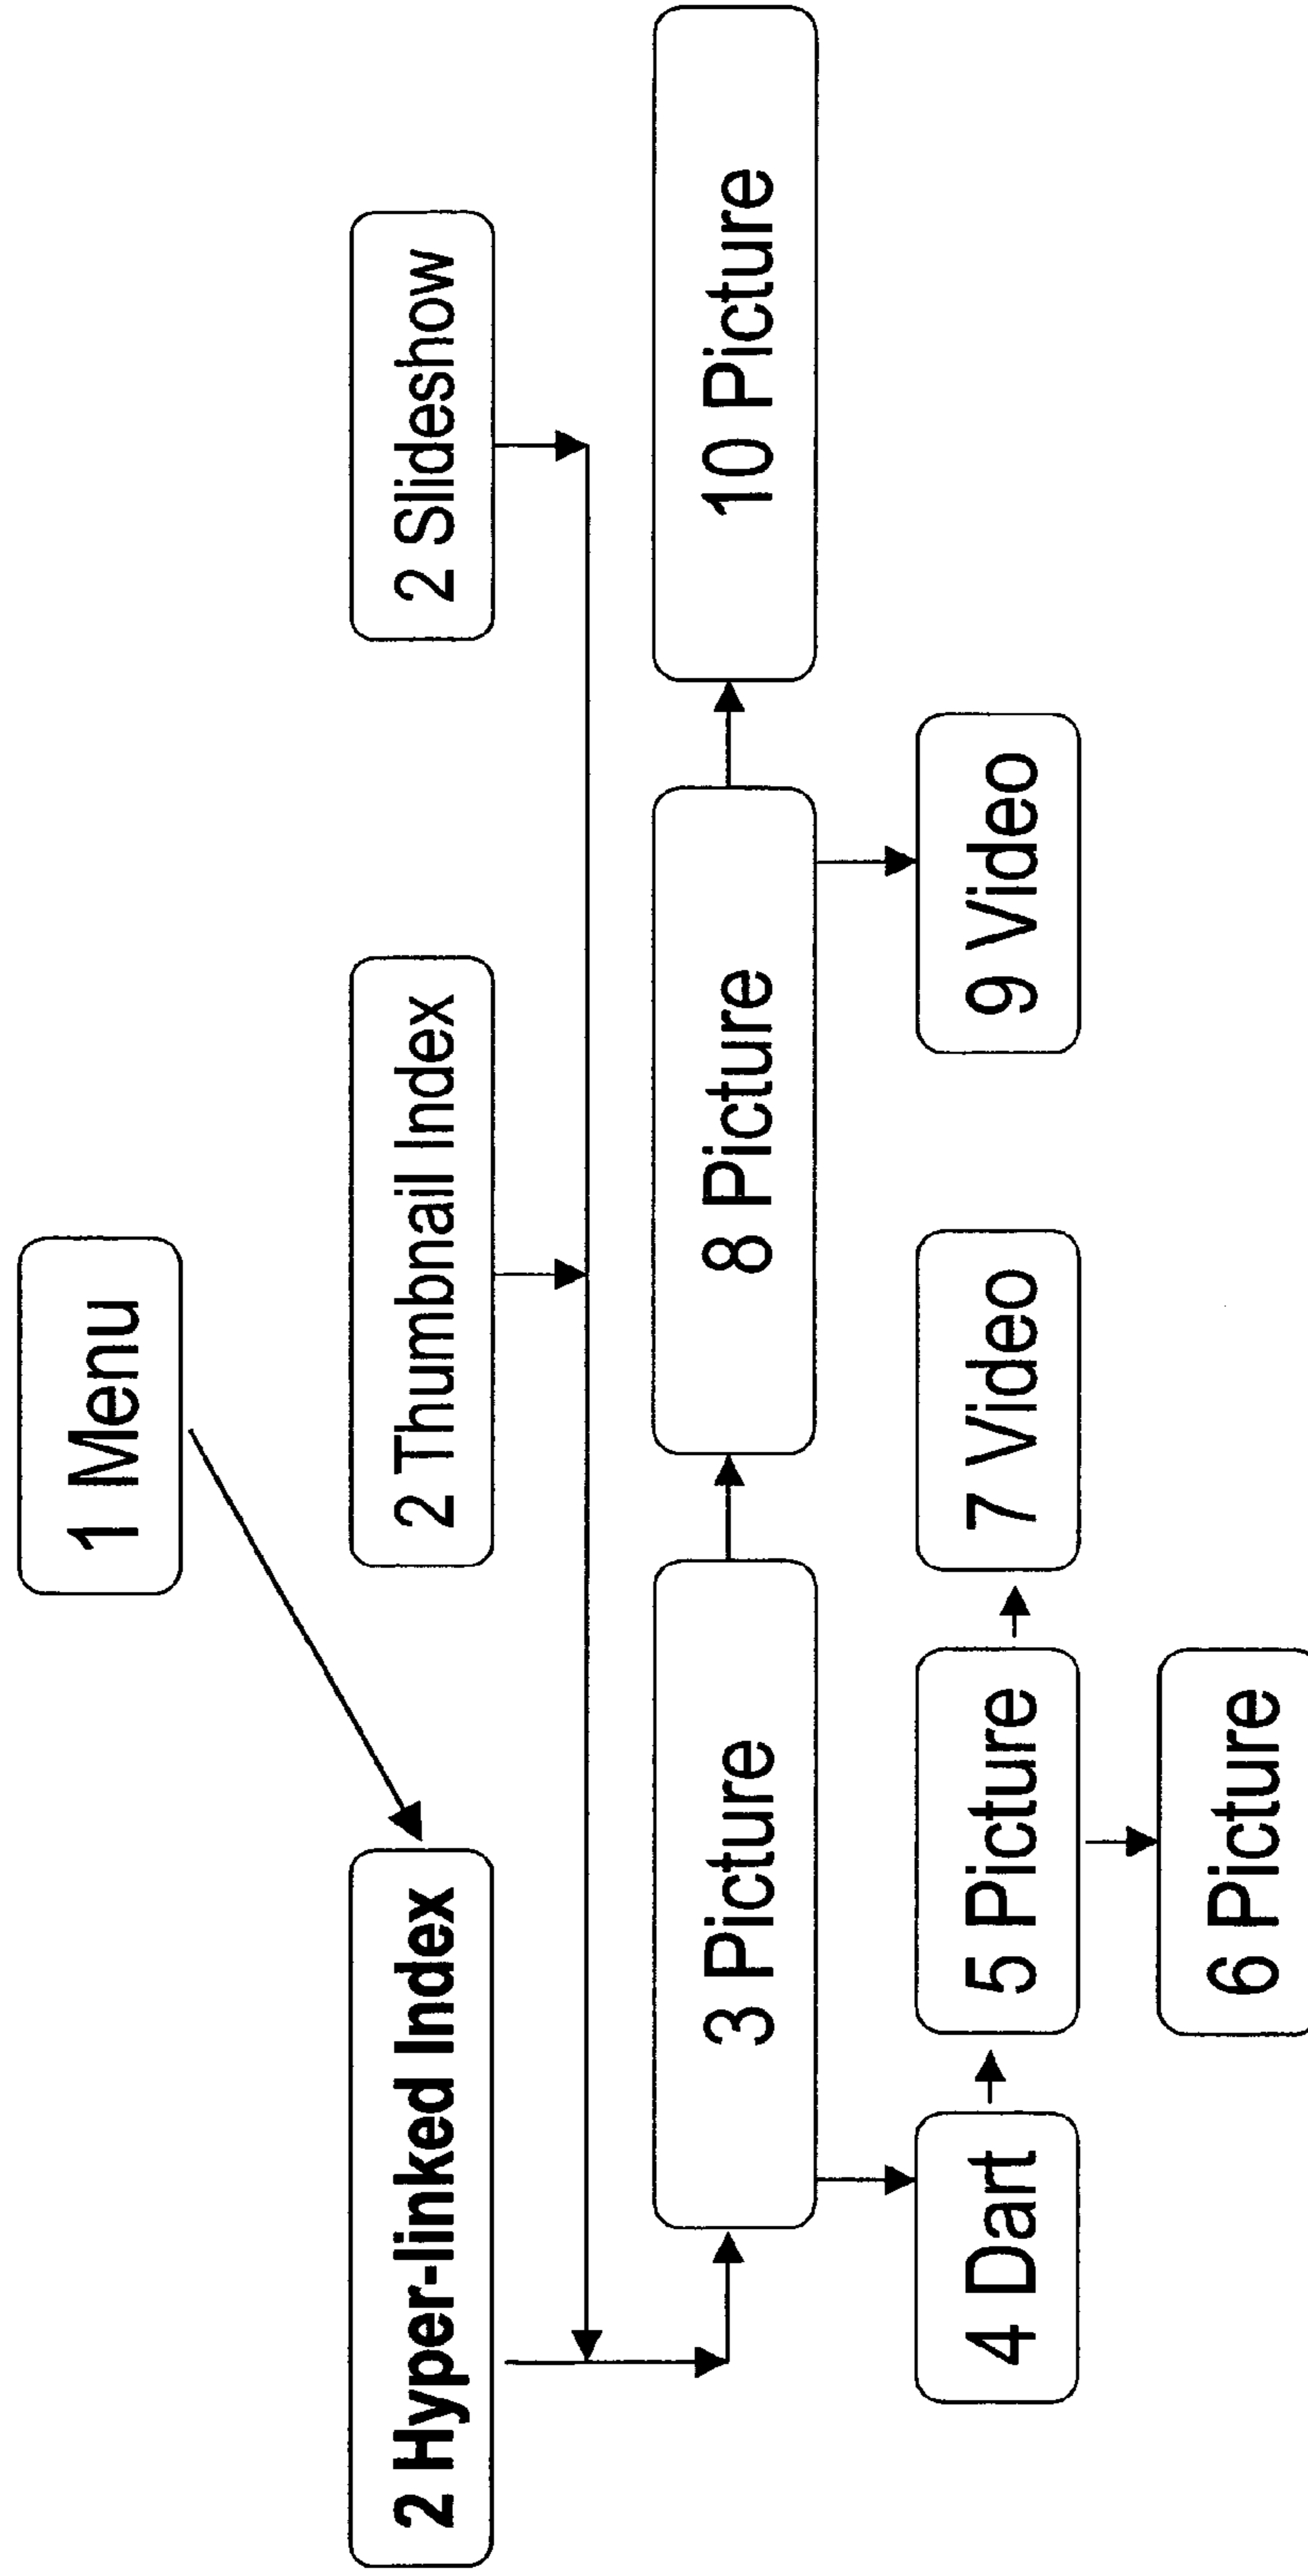 1 Menu
2 Hyper-linked Index
2 Thumbnail Index
2 Slideshow
3 Picture
8 Picture
10 Picture
4 Dart
5 Picture
7 Video
9 Video
6 Picture